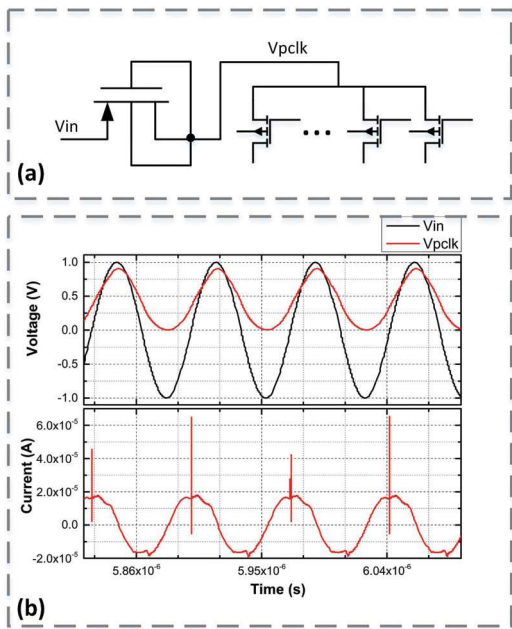 Vpclk
Vin
(a)
Vin
Vpclk
Voltage (V)
1.0
0.5
0.0
-0.5
-1.0
Current (A)
6.0x10⁻⁵
4.0x10⁻⁵
2.0x10⁻⁵
0.0
-2.0x10⁻⁵
5.86x10⁻⁶ 5.95x10⁻⁶ 6.04x10⁻⁶
Time (s)
(b)